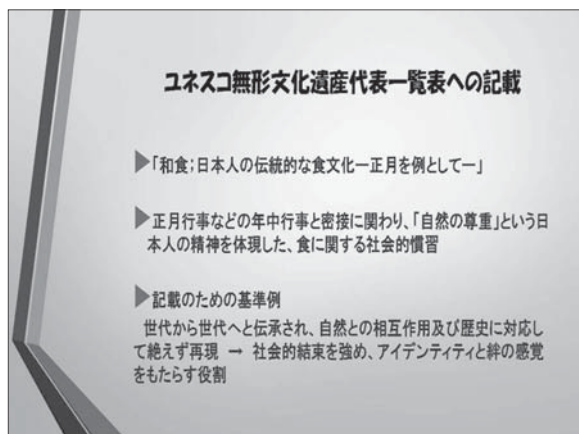 ユネスコ無形文化遺産代表一覧表への記載
▶「和食;日本人の伝統的な食文化ー正月を例としてー」
▶正月行事などの年中行事と密接に関わり、「自然の尊重」という日
本人の精神を体現した、食に関する社会的慣習
▶記載のための基準例
世代から世代へと伝承され、自然との相互作用及び歴史に対応し
て絶えず再現 → 社会的結束を強め、アイデンティティと絆の感覚
をもたらす役割